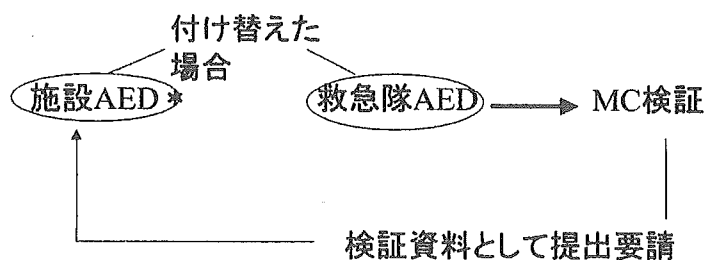 付け替えた
場合
施設AED*
救急隊AED
MC検証
検証資料として提出要請